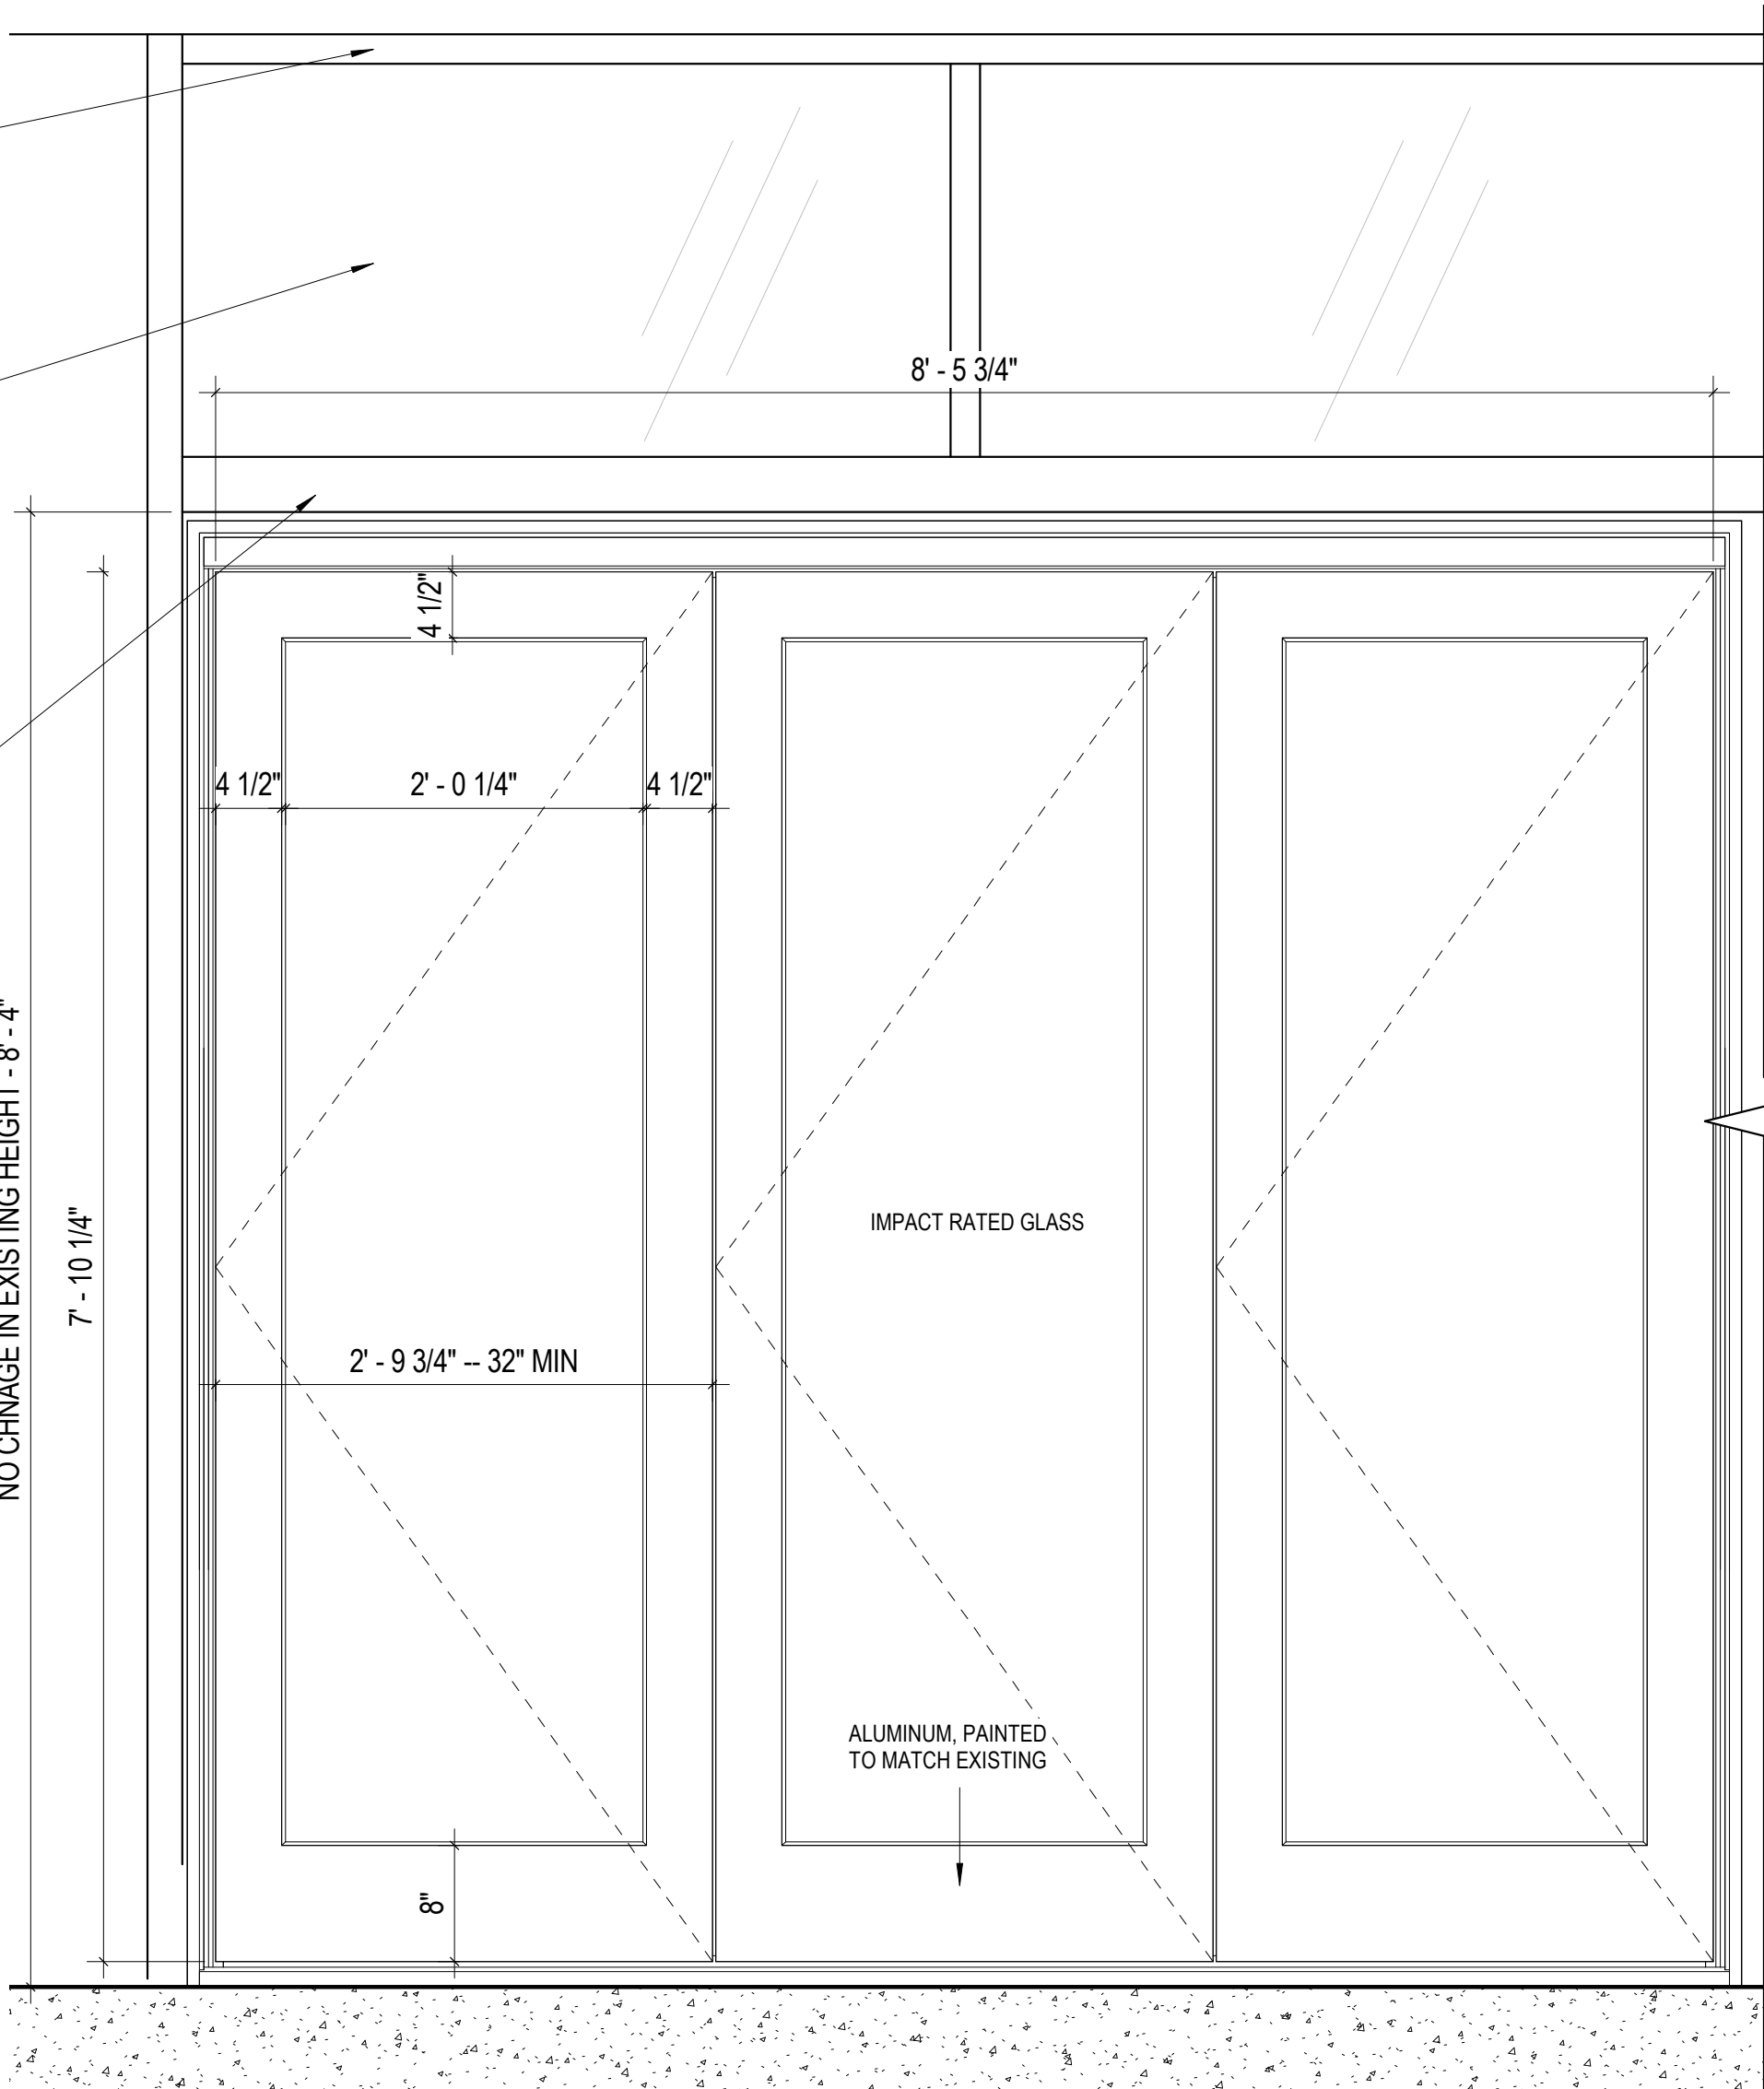 8' - 5 3/4"
4 1/2"
4 1/2"
2' - 0 1/4"
4 1/2"
NO CHNAGE IN EXISTING HEIGHT - 8' - 4"
7' - 10 1/4"
IMPACT RATED GLASS
2' - 9 3/4" -- 32" MIN
ALUMINUM, PAINTED
TO MATCH EXISTING
8"